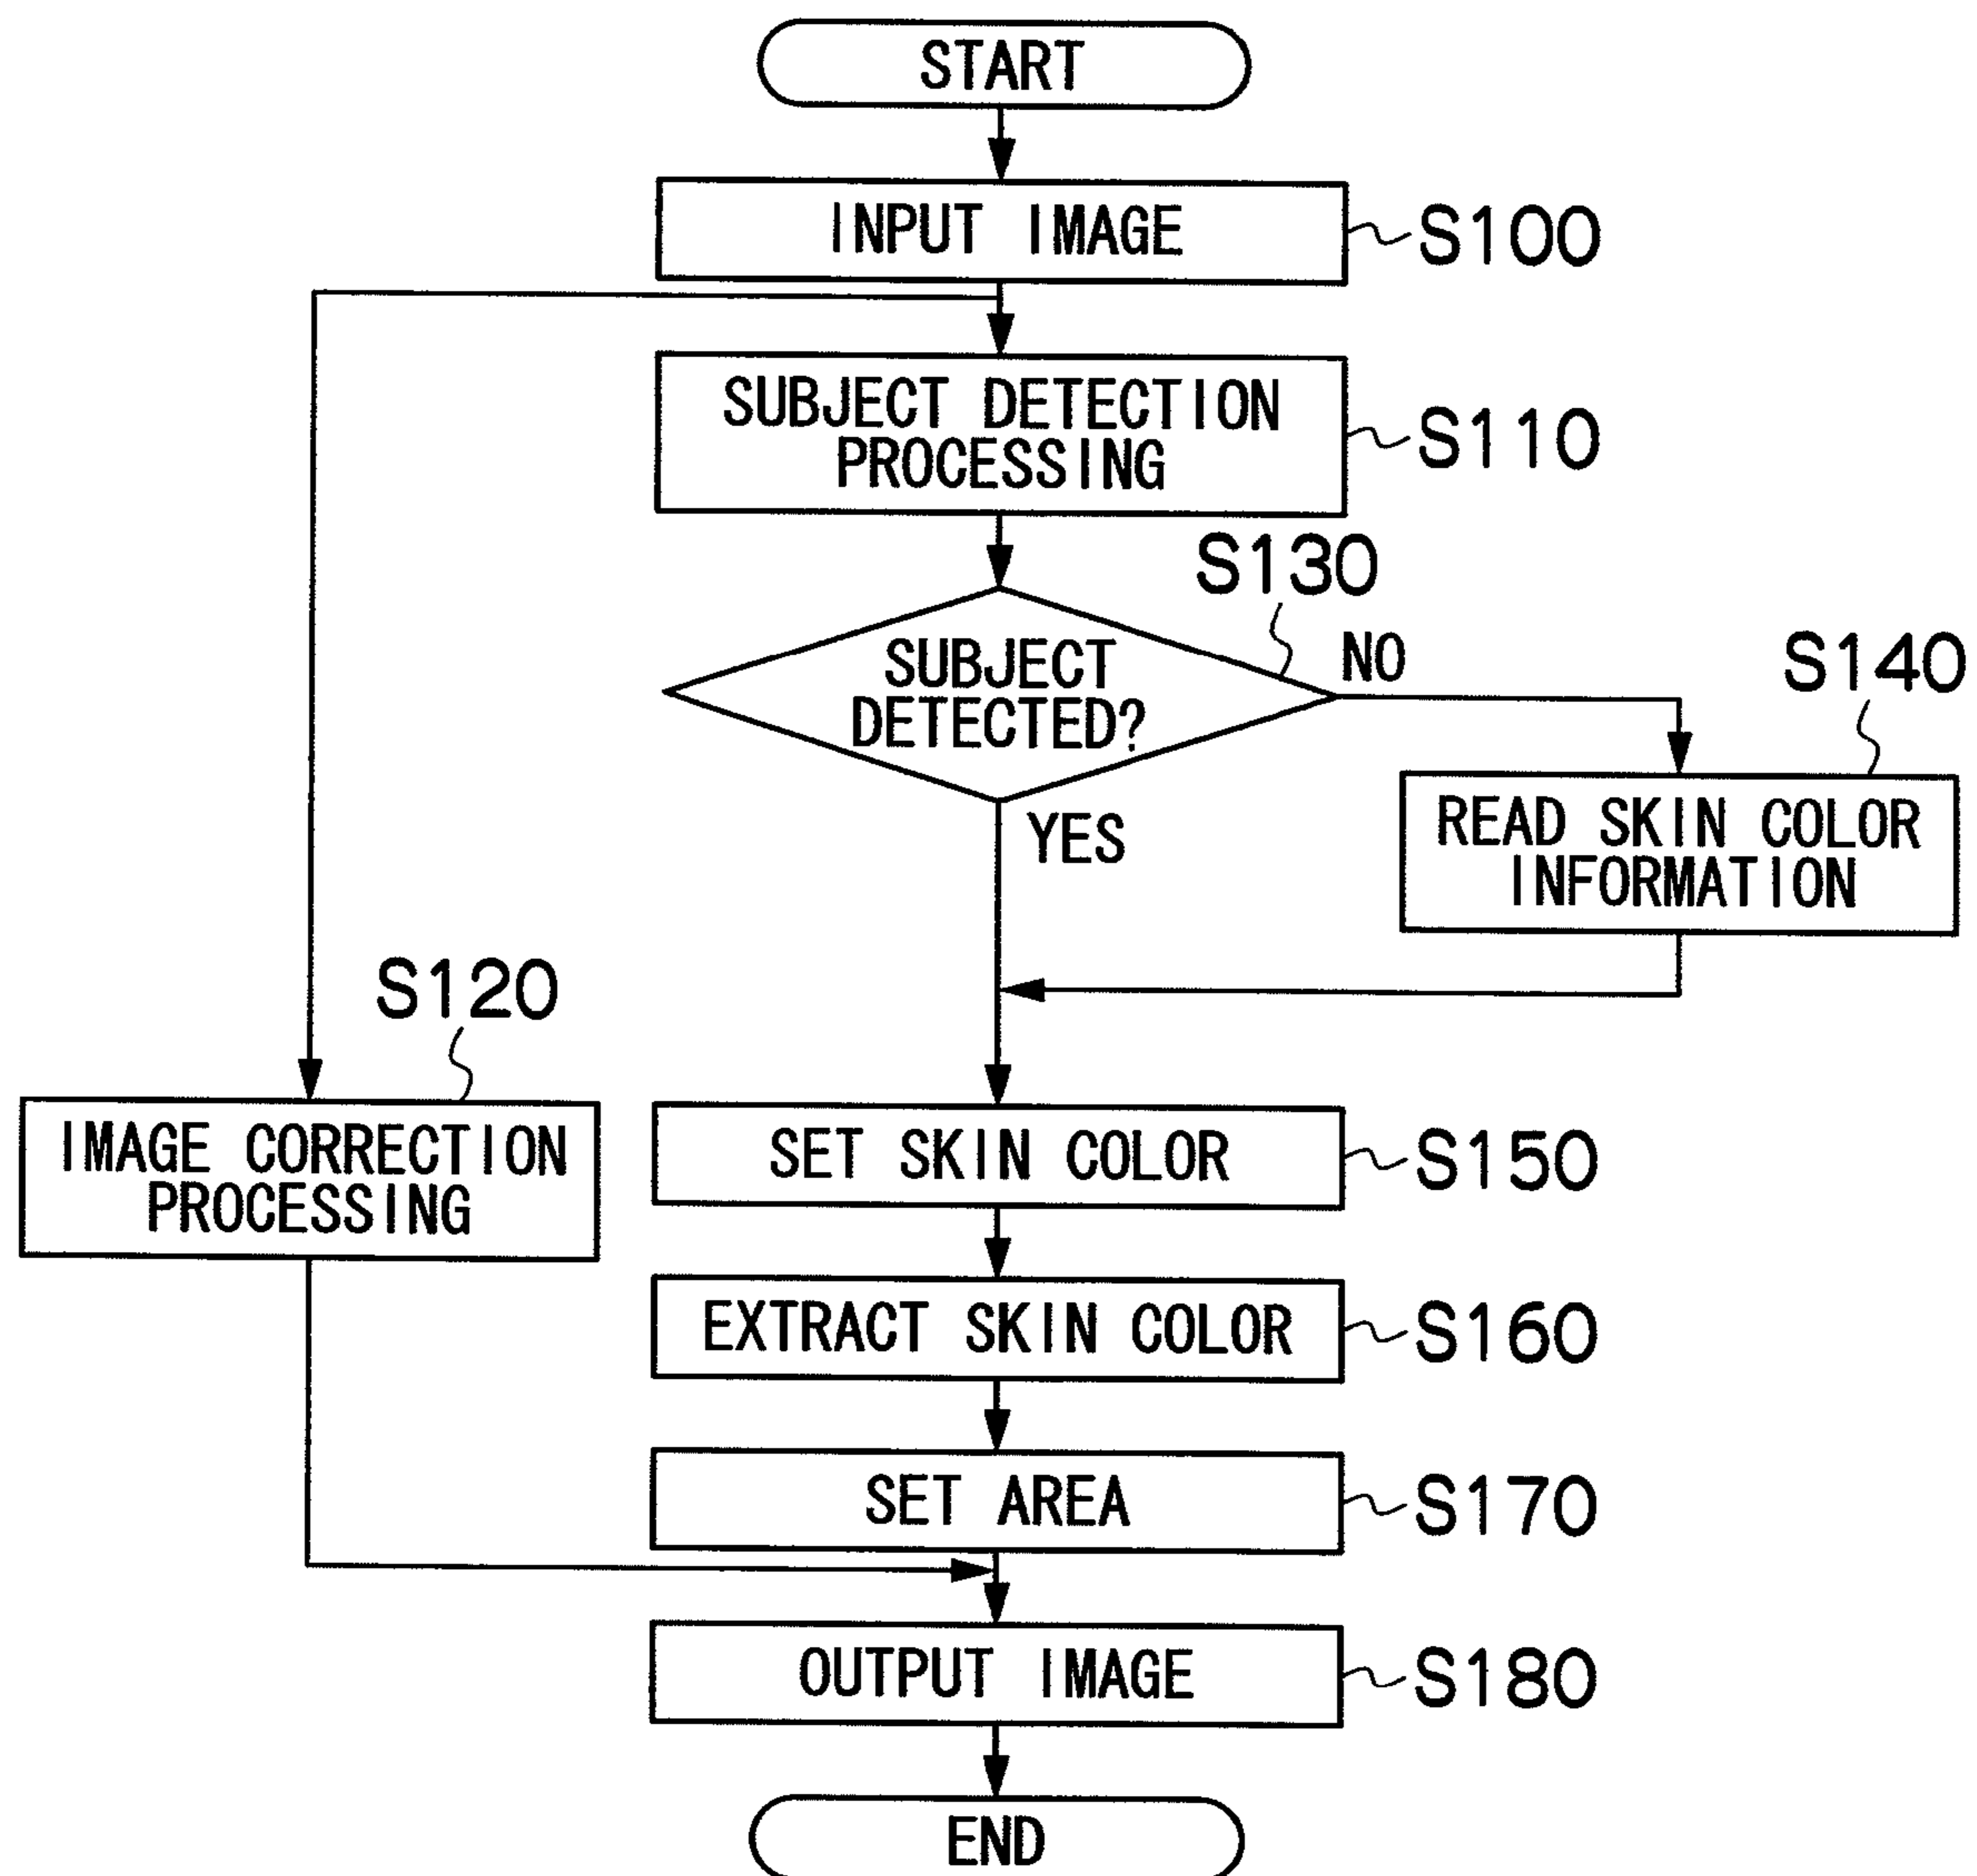 START
INPUT IMAGE
S100
SUBJECT DETECTION
PROCESSING
S110
S130
SUBJECT
DETECTED?
NO
S140
YES
READ SKIN COLOR
INFORMATION
S120
IMAGE CORRECTION
PROCESSING
SET SKIN COLOR
S150
EXTRACT SKIN COLOR
S160
SET AREA
S170
OUTPUT IMAGE
S180
END